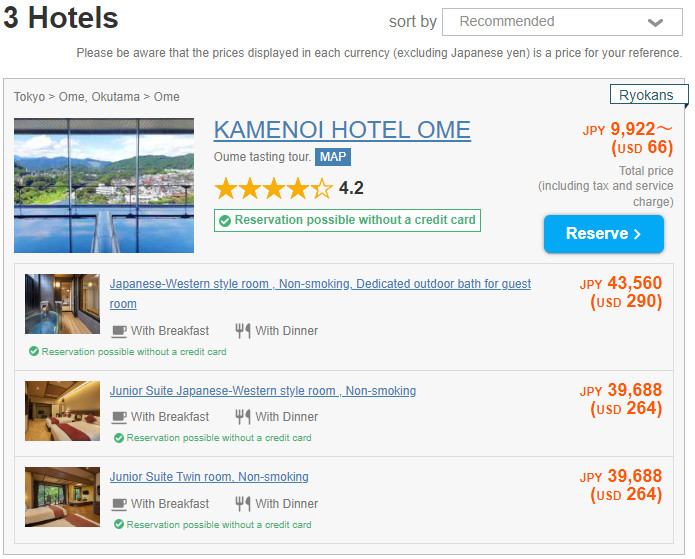 3 Hotels
sort by Recommended
Please be aware that the prices displayed in each currency (excluding Japanese yen) is a price for your reference.
Tokyo > Ome, Okutama > Ome
Ryokans
KAMENOI HOTEL OME
Oume tasting tour. MAP
4.2
Reservation possible without a credit card
JPY 9,922～
(USD 66)
Total price
(including tax and service
charge)
Reserve >
Japanese-Western style room , Non-smoking, Dedicated outdoor bath for guest
room
With Breakfast With Dinner
Reservation possible without a credit card
JPY 43,560
(USD 290)
Junior Suite Japanese-Western style room , Non-smoking
With Breakfast With Dinner
Reservation possible without a credit card
JPY 39,688
(USD 264)
Junior Suite Twin room, Non-smoking
With Breakfast With Dinner
Reservation possible without a credit card
JPY 39,688
(USD 264)